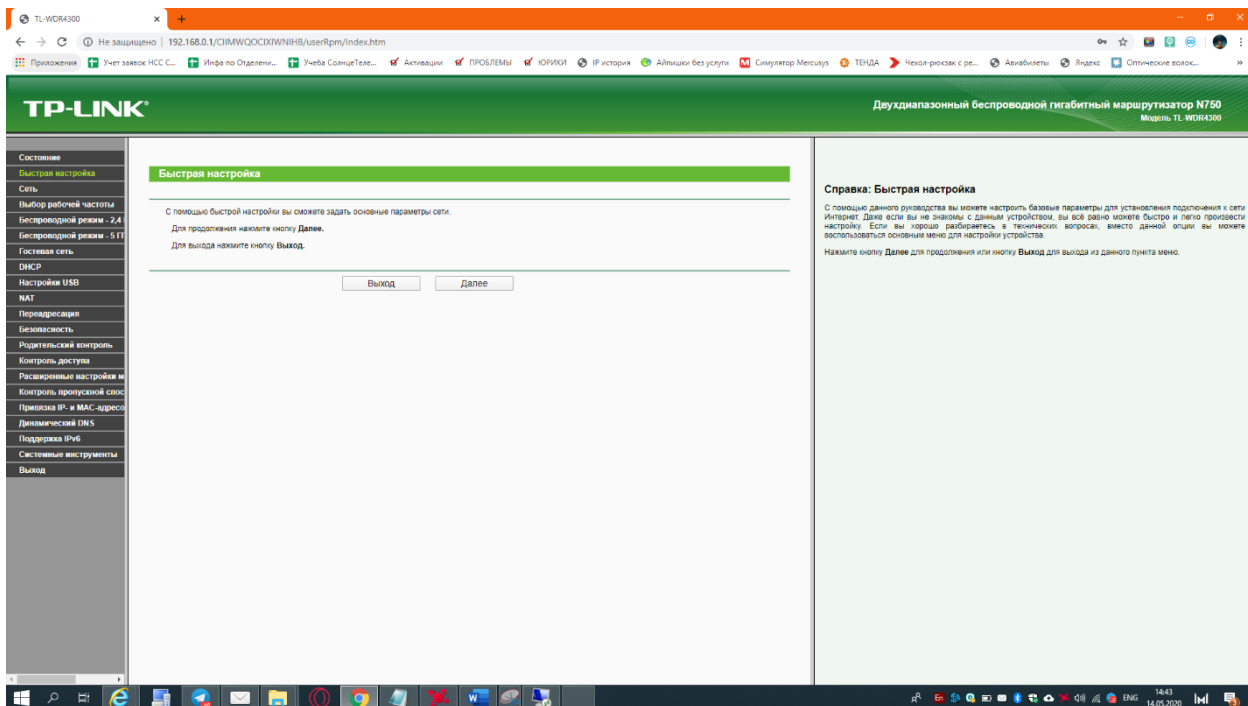 TL-WDR4300
Не защищено | 192.168.0.1/CIIMWQOCIXIWNIHB/userRpm/Index.htm
Приложения Учет заявок НСС С... Инфа по Отделени... Учеба СолнцеТеле... Активации ПРОБЛЕМЫ ЮРИКИ IP история Айпишки без услуги Симулятор Mercusys ТЕНДА Чехол-рюкзак с ре... Авиабилеты Яндекс Оптические волок... »
TP-LINK®
Двухдиапазонный беспроводной гигабитный маршрутизатор N750
Модель TL-WDR4300
Состояние
Быстрая настройка
Сеть
Выбор рабочей частоты
Беспроводной режим - 2,4
Беспроводной режим - 5 ГГ
Гостевая сеть
DHCP
Настройки USB
NAT
Переадресация
Безопасность
Родительский контроль
Контроль доступа
Расширенные настройки м
Контроль пропускной спос
Привязка IP- и MAC-адресо
Динамический DNS
Поддержка IPv6
Системные инструменты
Выход
Быстрая настройка
С помощью быстрой настройки вы сможете задать основные параметры сети.
Для продолжения нажмите кнопку Далее.
Для выхода нажмите кнопку Выход.
Выход Далее
Справка: Быстрая настройка
С помощью данного руководства вы можете настроить базовые параметры для установления подключения к сети
Интернет. Даже если вы не знакомы с данным устройством, вы всё равно можете быстро и легко произвести
настройку. Если вы хорошо разбираетесь в технических вопросах, вместо данной опции вы можете
воспользоваться основным меню для настройки устройства.
Нажмите кнопку Далее для продолжения или кнопку Выход для выхода из данного пункта меню.
En ENG 14:43
14.05.2020